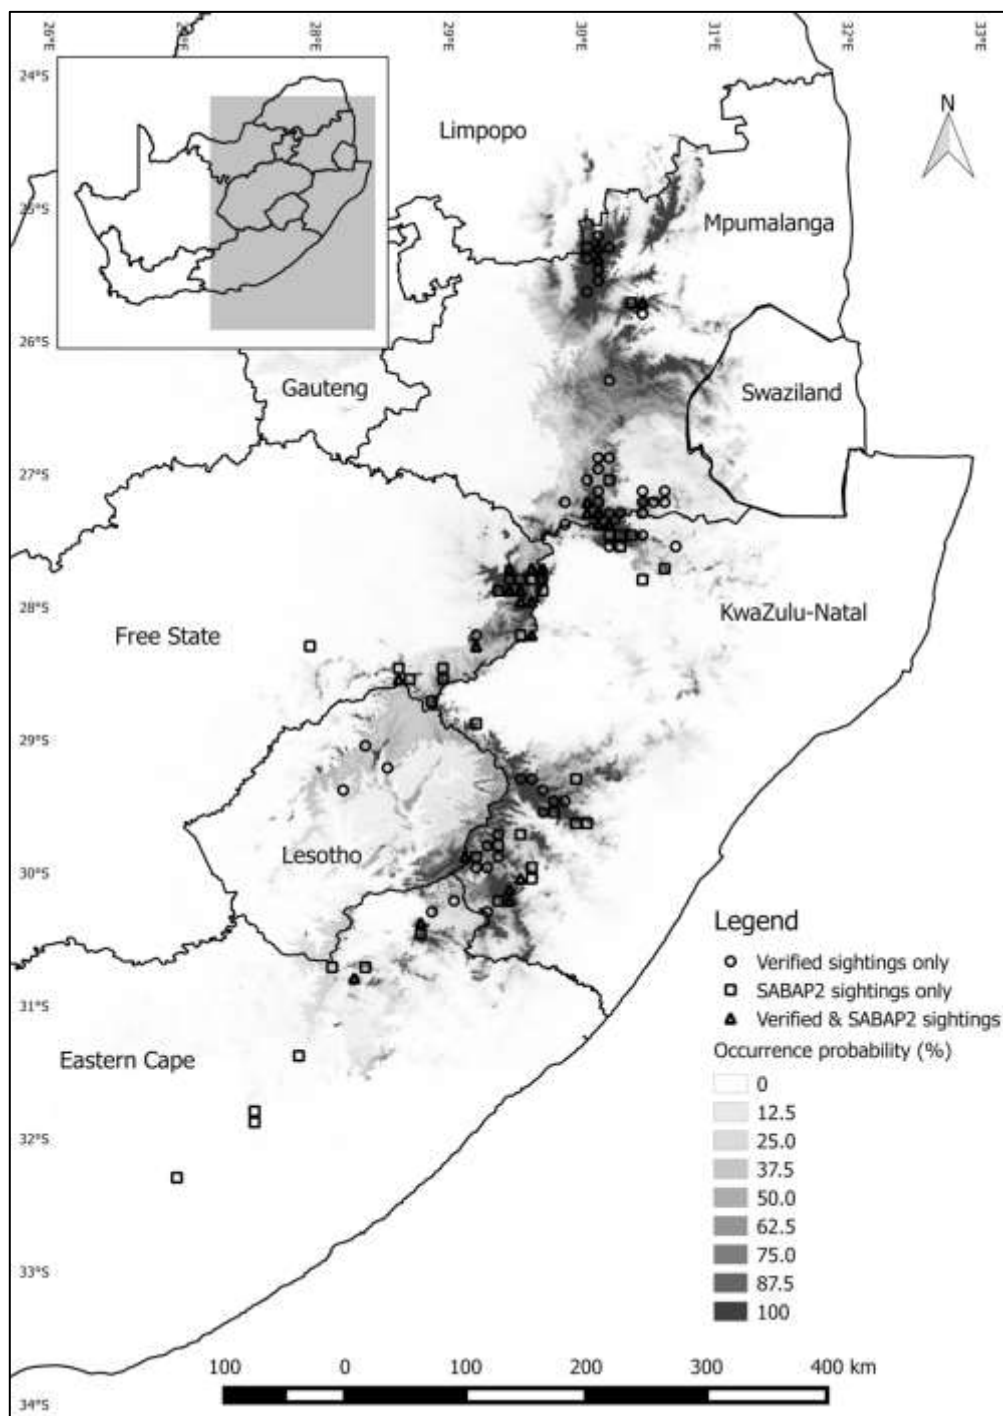 26°E 28°E 29°E 30°E 31°E 32°E 33°E
24°S
N
Limpopo
25°S
Mpumalanga
26°S
Gauteng
Swaziland
27°S
28°S
KwaZulu-Natal
Free State
29°S
Lesotho
30°S
Legend
Verified sightings only
SABAP2 sightings only
31°S
Verified & SABAP2 sightings
Occurrence probability (%)
Eastern Cape
0
12.5
32°S
25.0
37.5
50.0
62.5
33°S
75.0
87.5
100
100 0 100 200 300 400 km
34°S